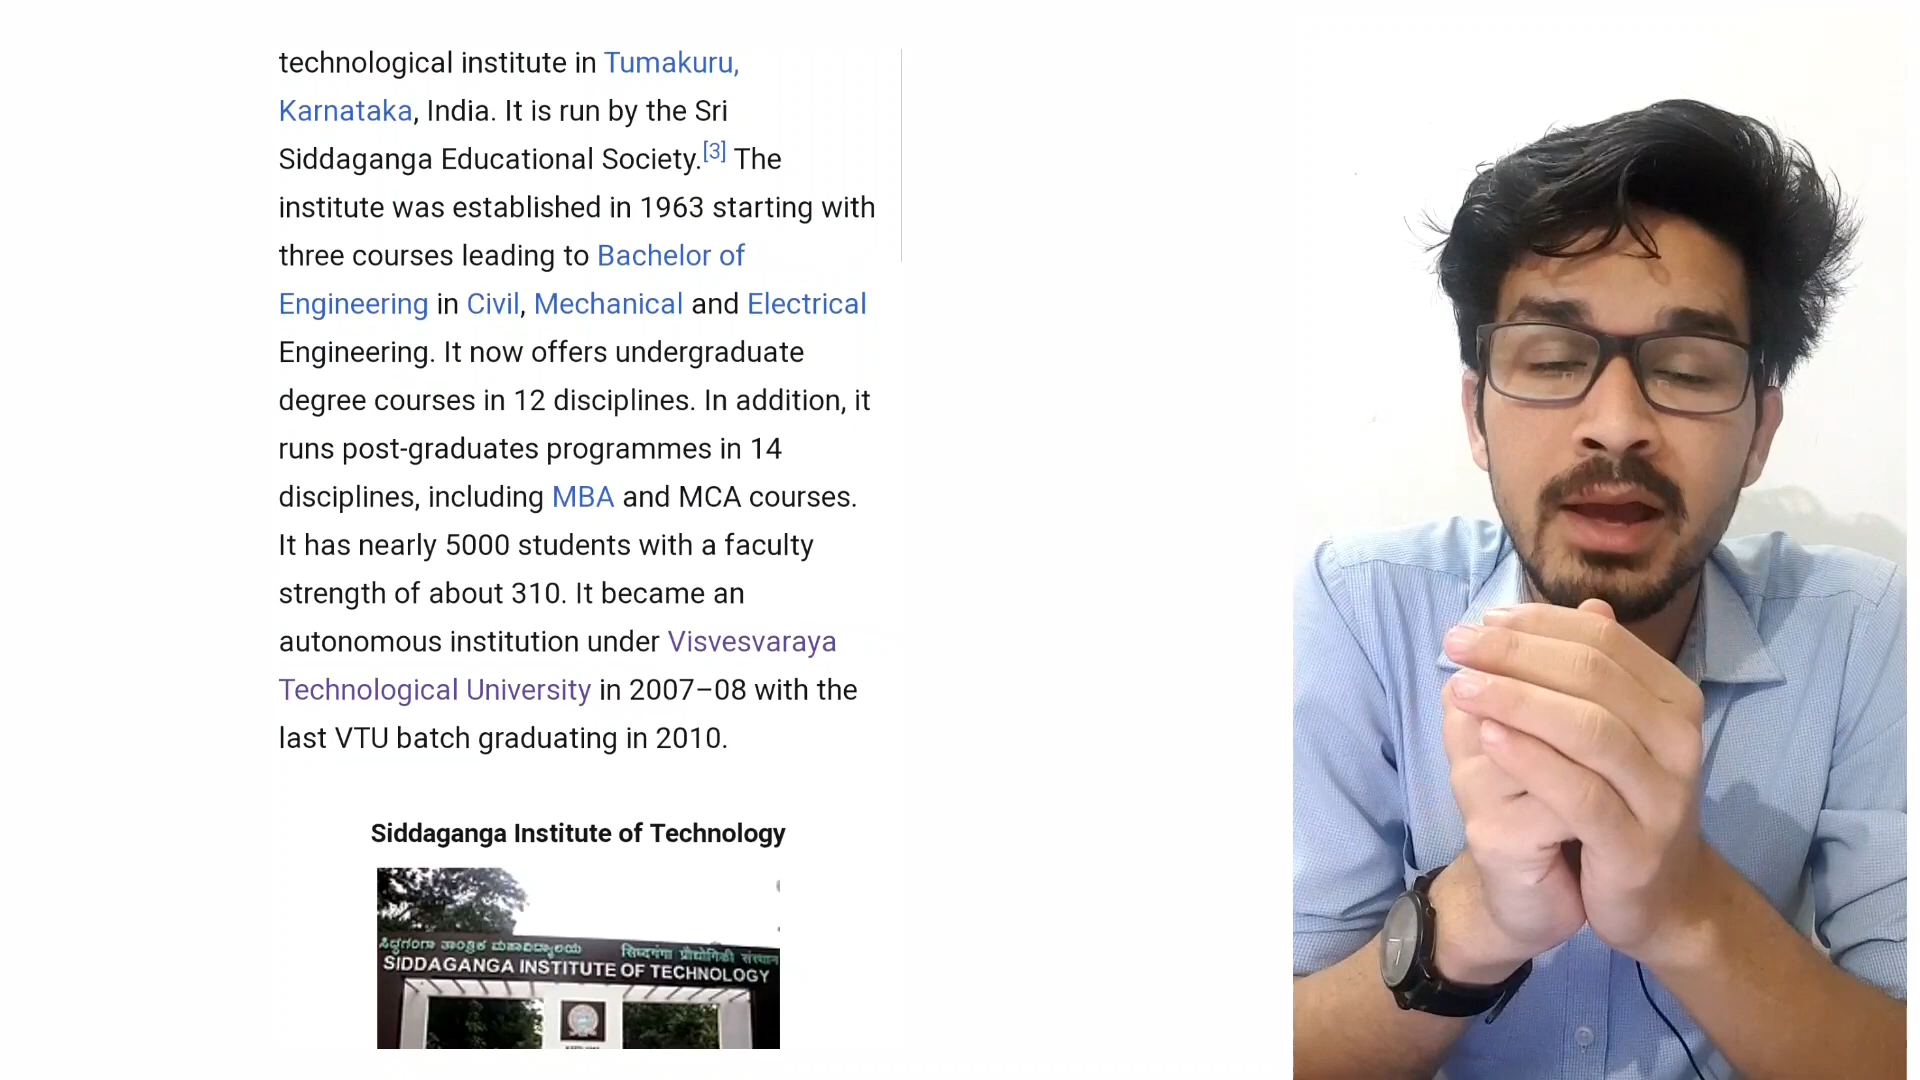 technological institute in Tumakuru,
Karnataka, India. It is run by the Sri
Siddaganga Educational Society.[3] The
institute was established in 1963 starting with
three courses leading to Bachelor of
Engineering in Civil, Mechanical and Electrical
Engineering. It now offers undergraduate
degree courses in 12 disciplines. In addition, it
runs post-graduates programmes in 14
disciplines, including MBA and MCA courses.
It has nearly 5000 students with a faculty
strength of about 310. It became an
autonomous institution under Visvesvaraya
Technological University in 2007–08 with the
last VTU batch graduating in 2010.
Siddaganga Institute of Technology
ಸಿದ್ಧಗಂಗಾ ತಾಂತ್ರಿಕ ಮಹಾವಿದ್ಯಾಲಯ सिध्दगंगा प्रौद्योगिकी संस्थान
SIDDAGANGA INSTITUTE OF TECHNOLOGY